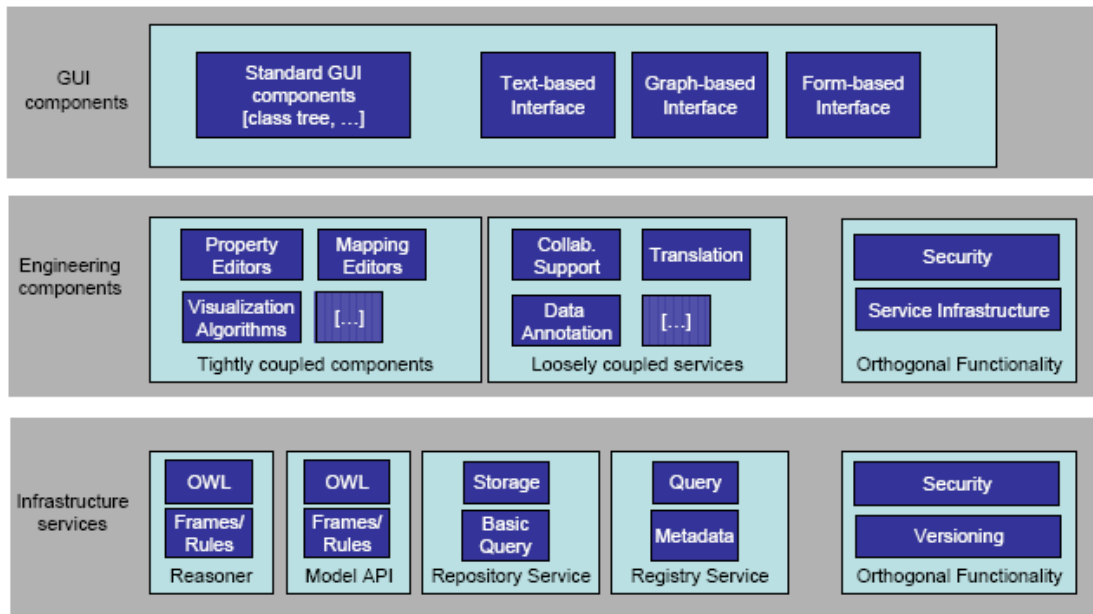 GUI
components
Standard GUI
components
[class tree, ...]
Text-based
Interface
Graph-based
Interface
Form-based
Interface
Engineering
components
Property
Editors
Mapping
Editors
Visualization
Algorithms
[...]
Tightly coupled components
Collab.
Support
Translation
Data
Annotation
[...]
Loosely coupled services
Security
Service Infrastructure
Orthogonal Functionality
Infrastructure
services
OWL
Frames/
Rules
Reasoner
OWL
Frames/
Rules
Model API
Storage
Basic
Query
Repository Service
Query
Metadata
Registry Service
Security
Versioning
Orthogonal Functionality